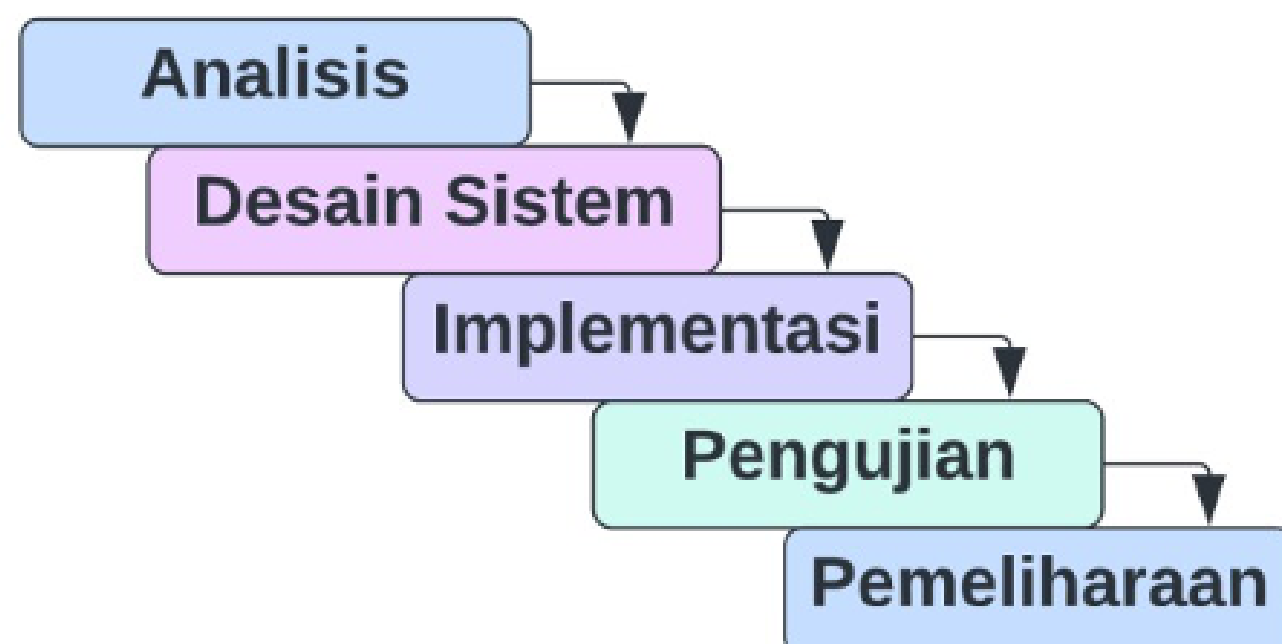 Analisis
Desain Sistem
Implementasi
Pengujian
Pemeliharaan